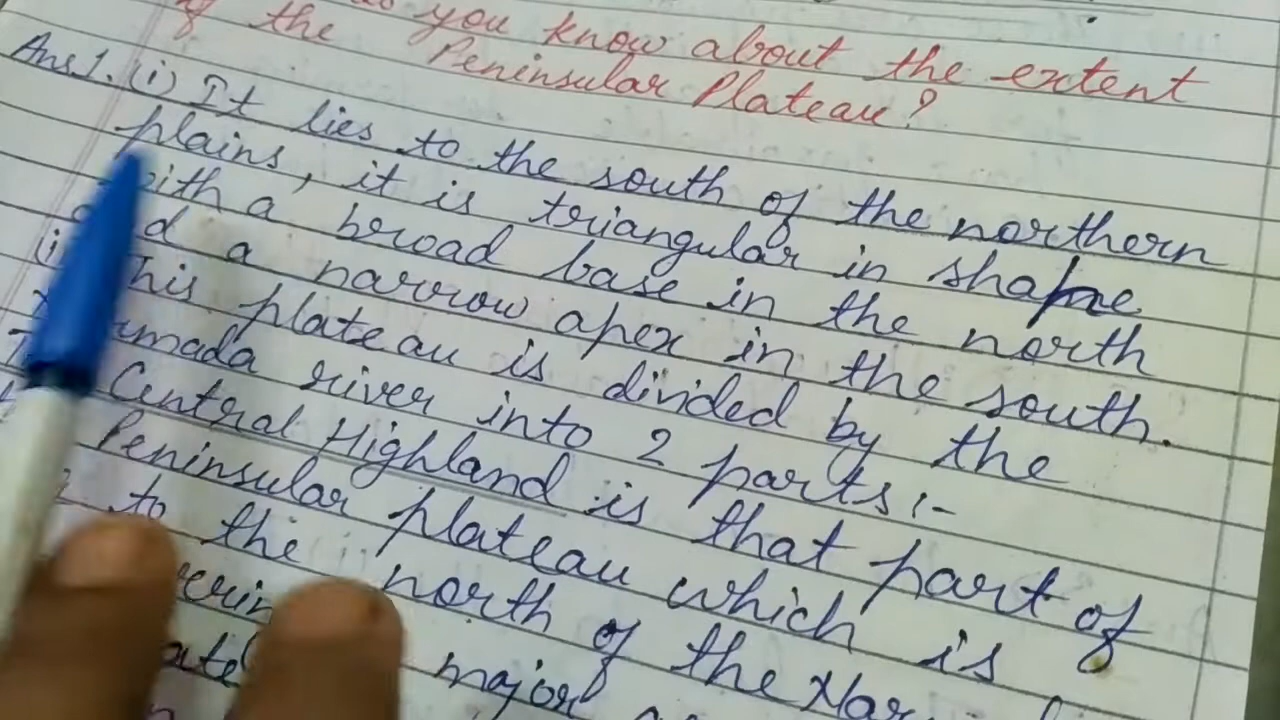 you know about the extent
of the Peninsular Plateau?
Ans1. (i) It lies to the south of the northern
plains, it is triangular in shape
with a broad base in the north
a narrow apex in the south.
This plateau is divided by the
river into 2 parts:-
Central Highland is that part of
Peninsular plateau which is
to the north of the Nar
major